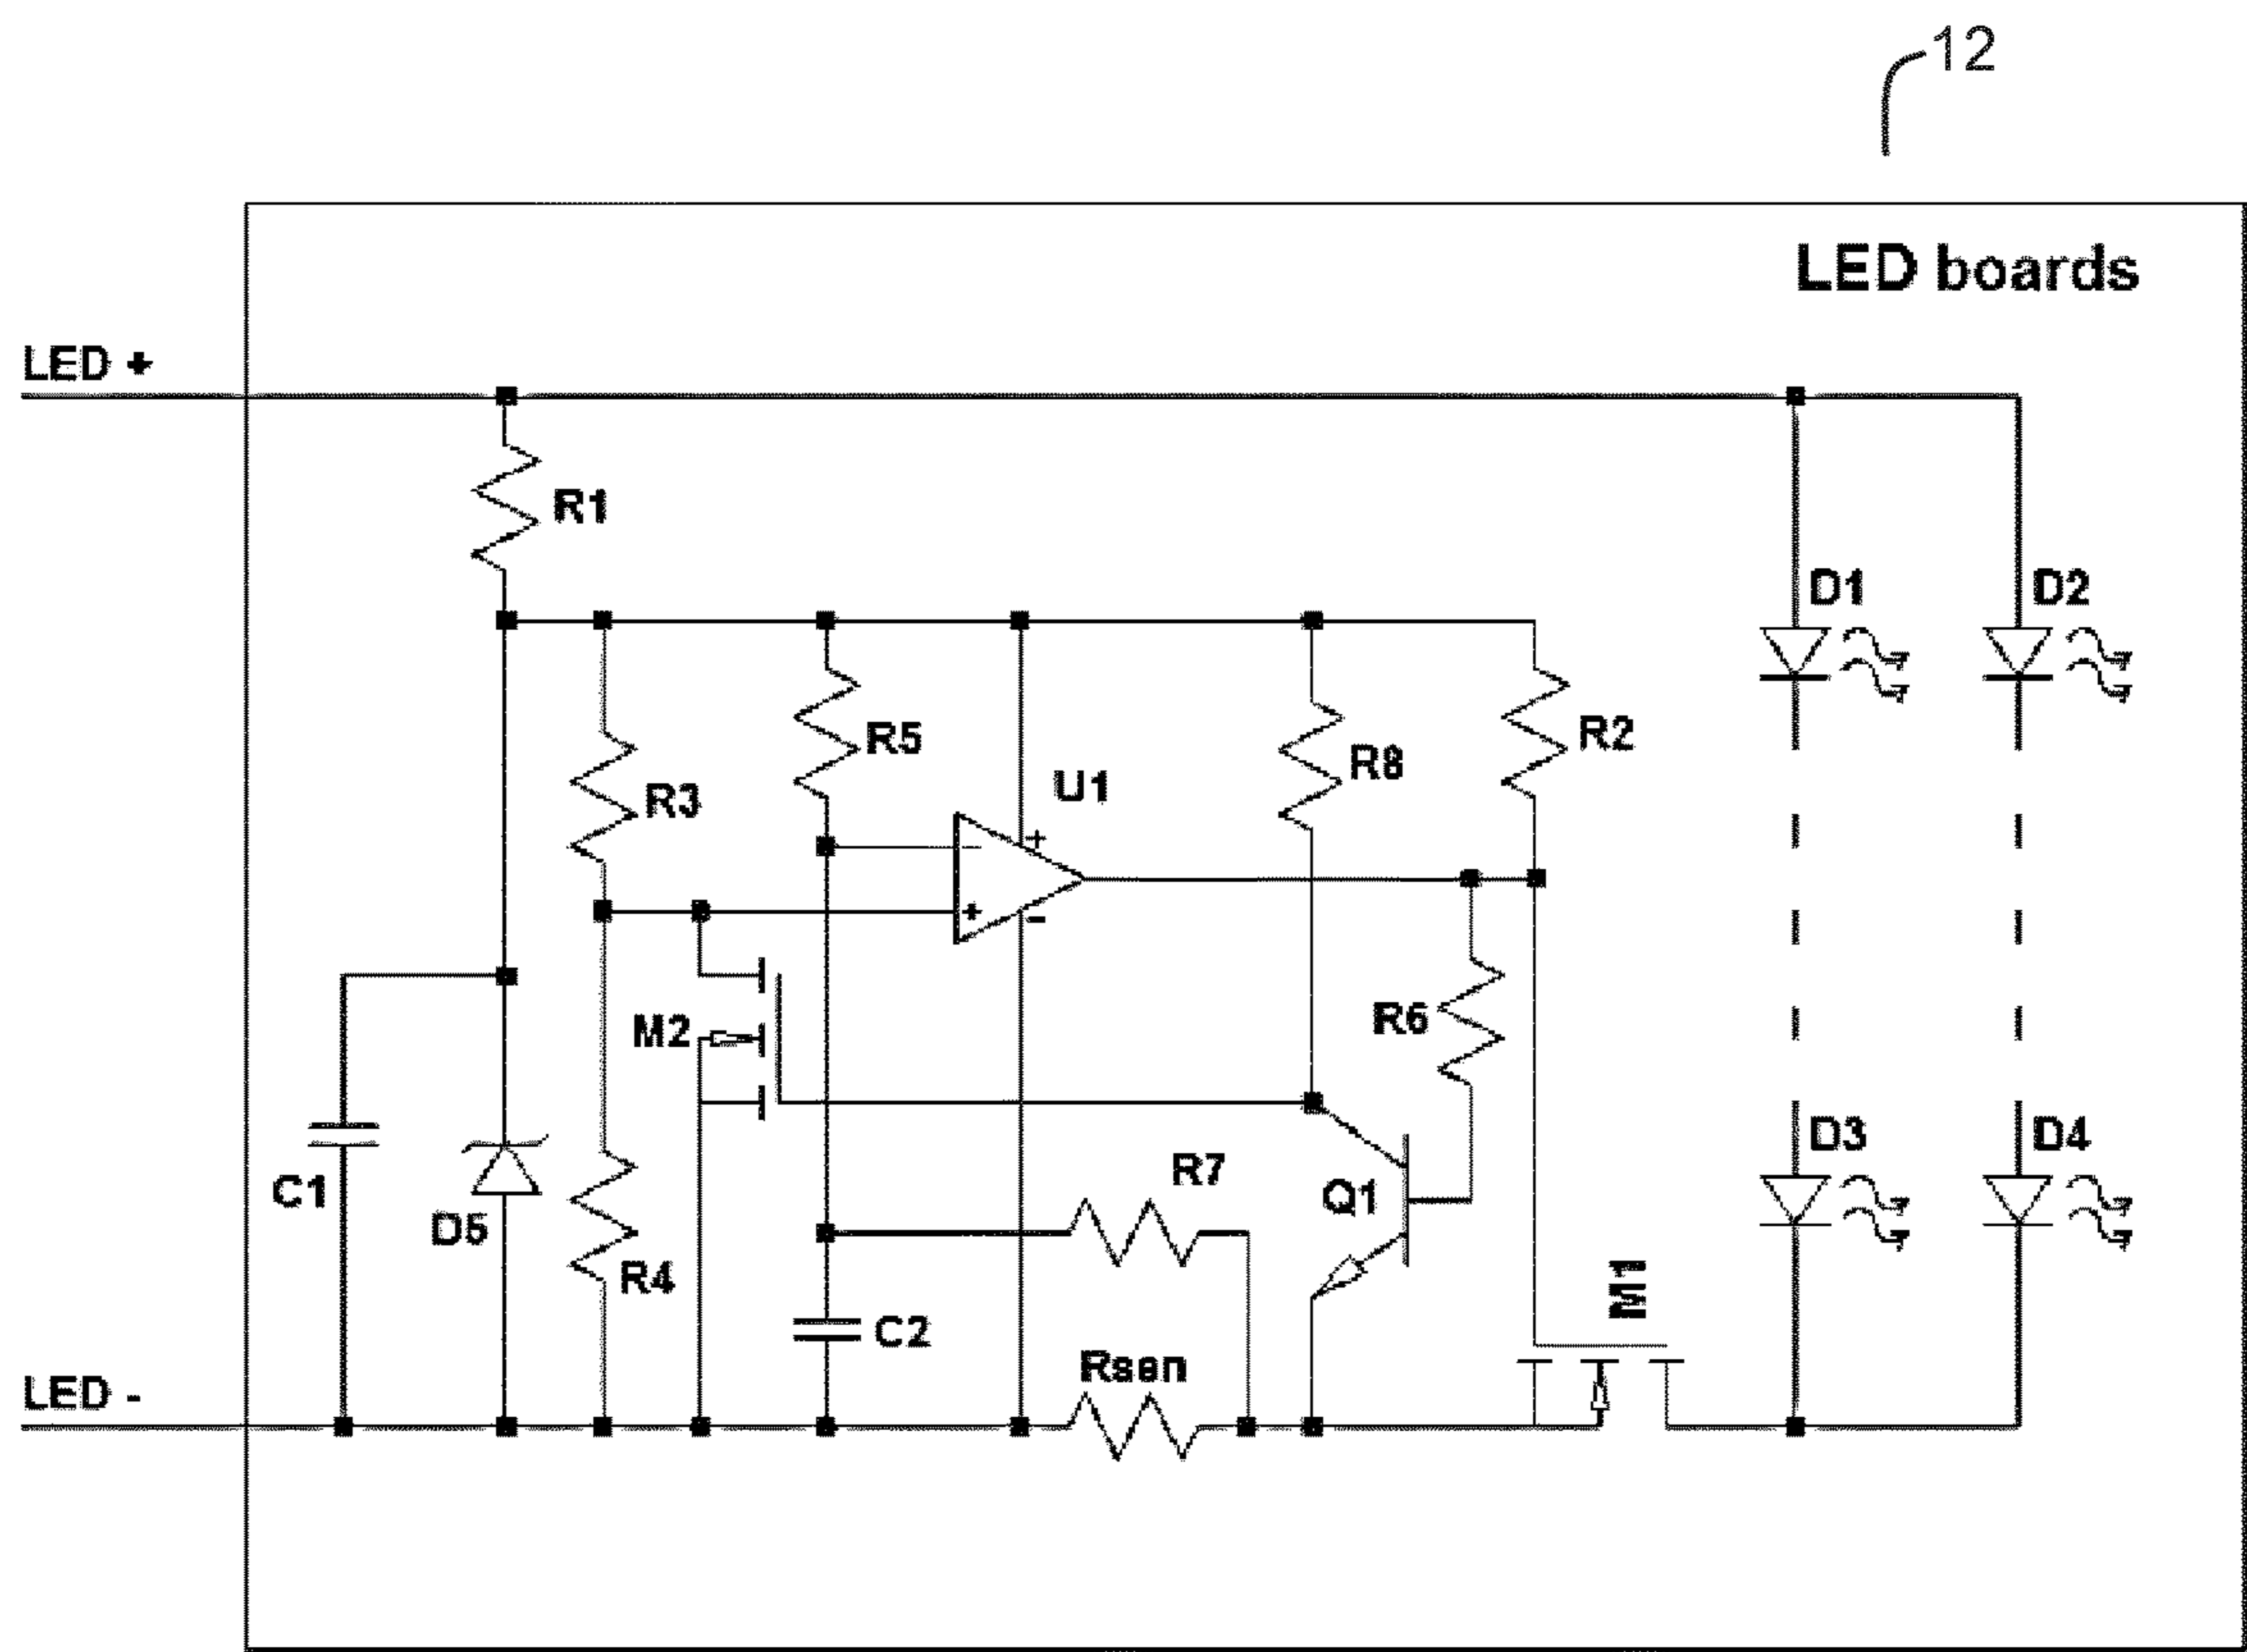 12
LED boards
LED +
R1
D1
D2
R5
R8
R2
R3
U1
+
-
+
-
M2
R6
D3
D4
C1
D5
R4
R7
Q1
M1
C2
Rsen
LED -